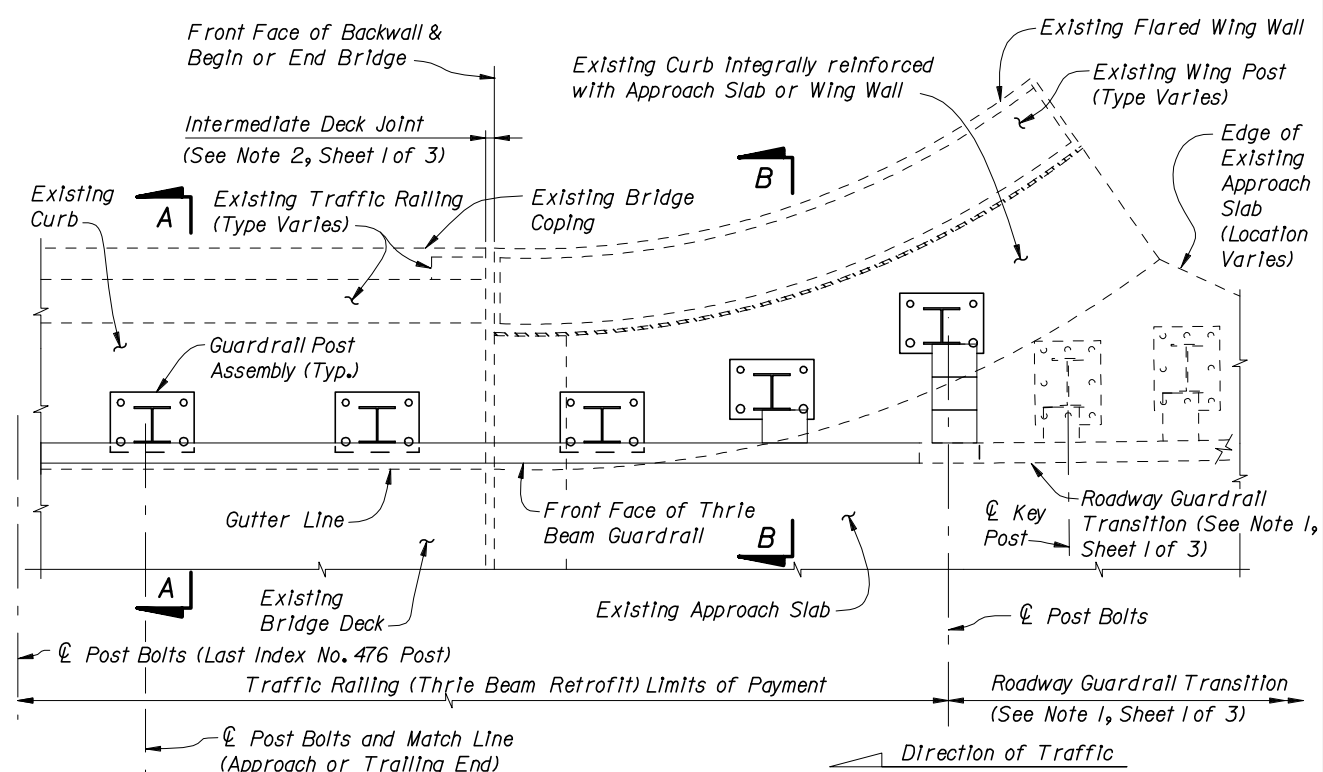 Front Face of Backwall &
Begin or End Bridge
Existing Flared Wing Wall
Existing Curb integrally reinforced
with Approach Slab or Wing Wall
Existing Wing Post
(Type Varies)
Intermediate Deck Joint
(See Note 2, Sheet 1 of 3)
Edge of
Existing
Approach
Slab
(Location
Varies)
Existing
Curb
A
Existing Traffic Railing
(Type Varies)
Existing Bridge
Coping
B
Guardrail Post
Assembly (Typ.)
Gutter Line
Front Face of Thrie
Beam Guardrail
B
℄ Key
Post
Roadway Guardrail
Transition (See Note 1,
Sheet 1 of 3)
A
Existing
Bridge Deck
Existing Approach Slab
℄ Post Bolts
℄ Post Bolts (Last Index No. 476 Post)
Traffic Railing (Thrie Beam Retrofit) Limits of Payment
Roadway Guardrail Transition
(See Note 1, Sheet 1 of 3)
℄ Post Bolts and Match Line
(Approach or Trailing End)
Direction of Traffic